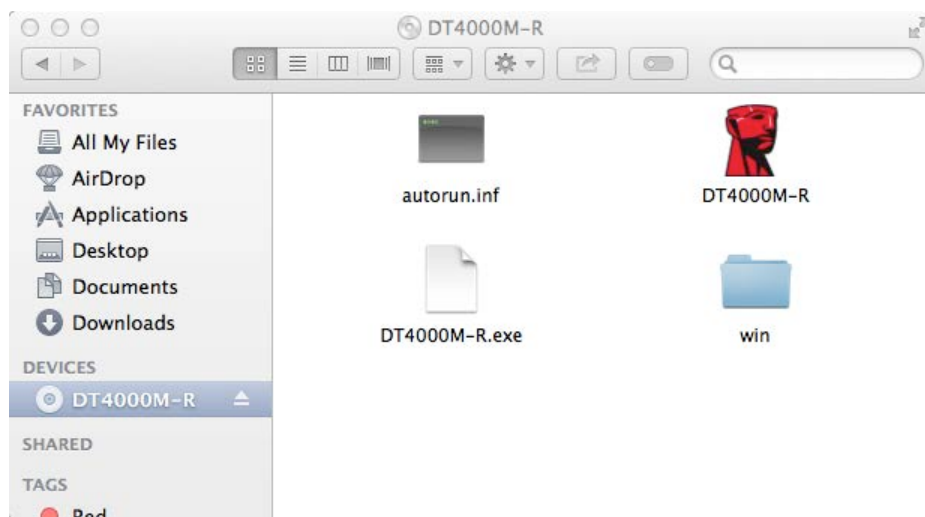 DT4000M-R
FAVORITES
All My Files
AirDrop
Applications
Desktop
Documents
Downloads
DEVICES
DT4000M-R
SHARED
TAGS
Red
autorun.inf
DT4000M-R
DT4000M-R.exe
win